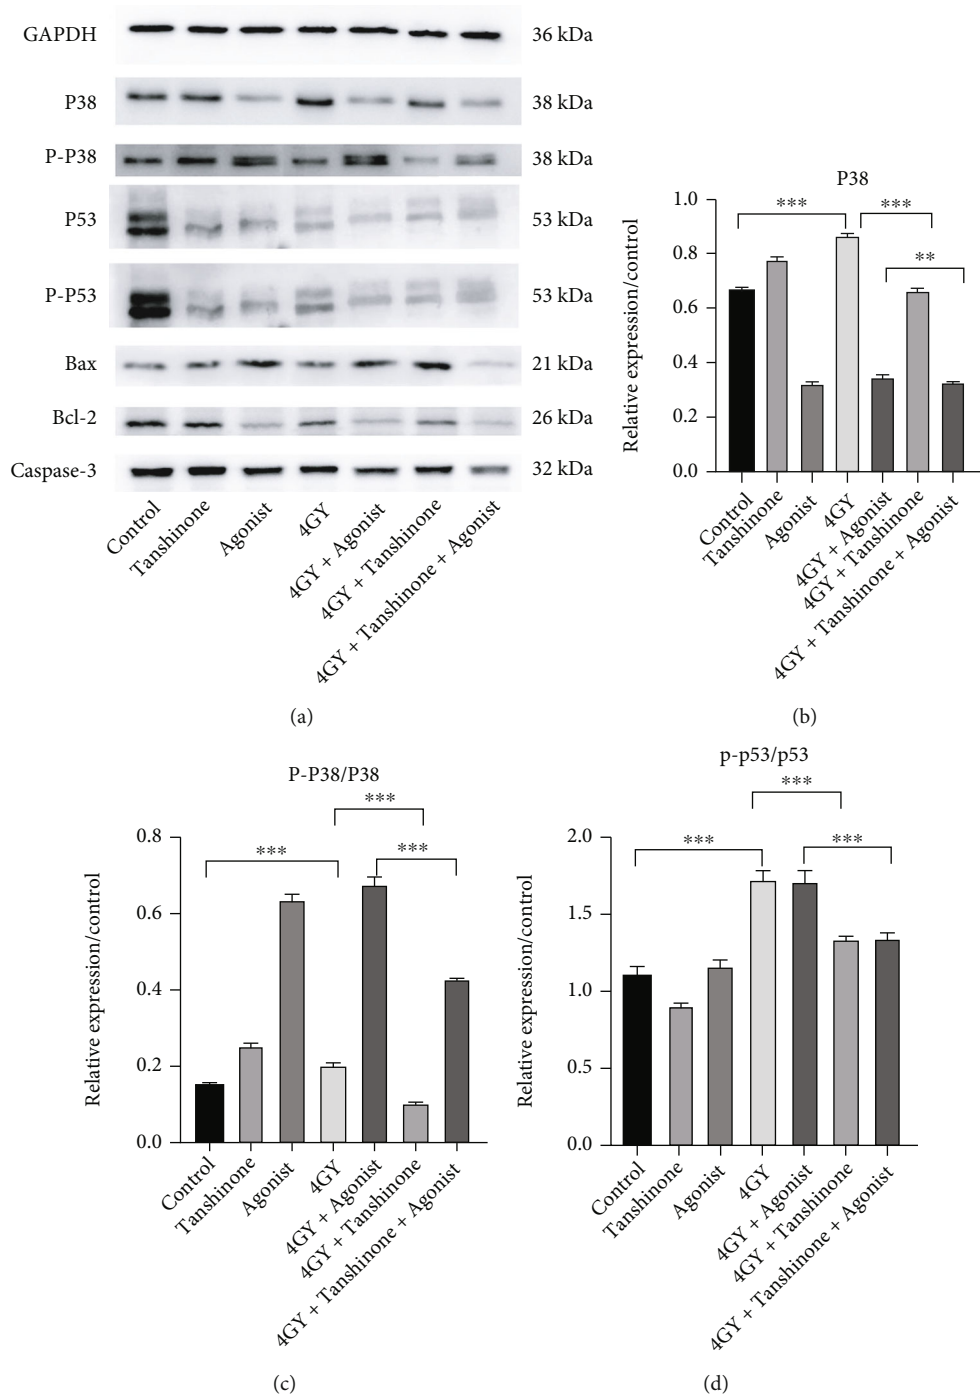 GAPDH 36 kDa
P38 38 kDa
P-P38 38 kDa
P53 53 kDa
P-P53 53 kDa
Bax 21 kDa
Bcl-2 26 kDa
Caspase-3 32 kDa
Control
Tanshinone
Agonist
4GY
4GY + Agonist
4GY + Tanshinone
4GY + Tanshinone + Agonist
(a)
P38
Relative expression/control
1.0
0.8
0.6
0.4
0.2
0.0
***
***
**
Control
Tanshinone
Agonist
4GY
4GY + Agonist
4GY + Tanshinone
4GY + Tanshinone + Agonist
(b)
P-P38/P38
Relative expression/control
0.8
0.6
0.4
0.2
0.0
***
***
***
Control
Tanshinone
Agonist
4GY
4GY + Agonist
4GY + Tanshinone
4GY + Tanshinone + Agonist
(c)
p-p53/p53
Relative expression/control
2.0
1.5
1.0
0.5
0.0
***
***
***
Control
Tanshinone
Agonist
4GY
4GY + Agonist
4GY + Tanshinone
4GY + Tanshinone + Agonist
(d)